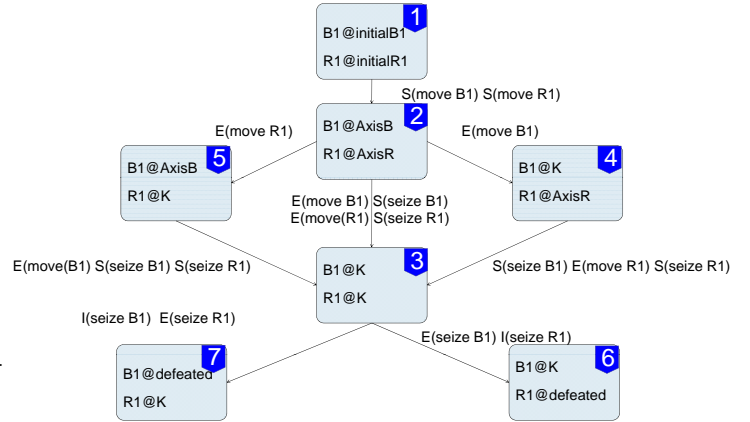 1
B1@initialB1
R1@initialR1
S(move B1) S(move R1)
2
B1@AxisB
R1@AxisR
E(move R1)
E(move B1)
5
B1@AxisB
R1@K
4
B1@K
R1@AxisR
E(move B1) S(seize B1)
E(move(R1) S(seize R1)
E(move(B1) S(seize B1) S(seize R1)
S(seize B1) E(move R1) S(seize R1)
3
B1@K
R1@K
I(seize B1) E(seize R1)
E(seize B1) I(seize R1)
7
B1@defeated
R1@K
6
B1@K
R1@defeated